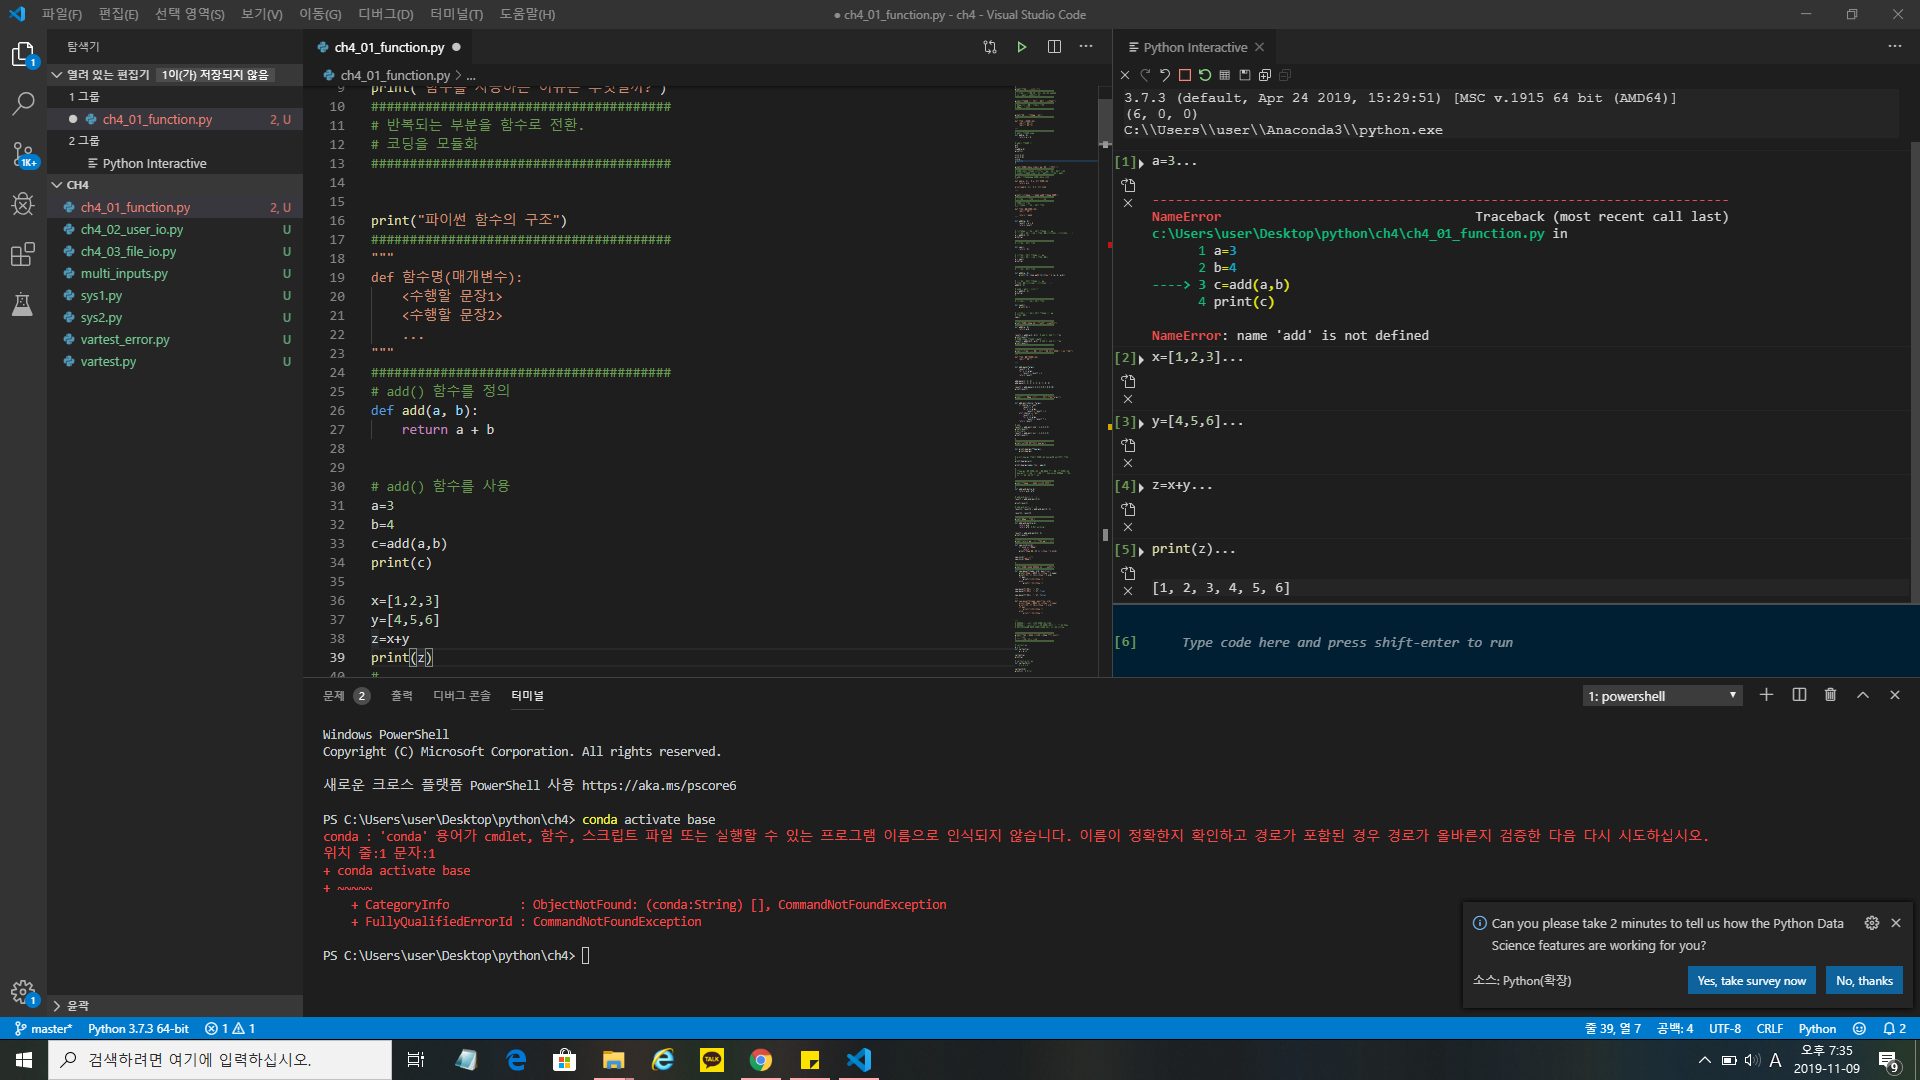 파일(F) 편집(E) 선택 영역(S) 보기(V) 이동(G) 디버그(D) 터미널(T) 도움말(H)
● ch4_01_function.py - ch4 - Visual Studio Code
탐색기
열려 있는 편집기 1이(가) 저장되지 않음
1 그룹
ch4_01_function.py 2, U
2 그룹
Python Interactive
CH4
ch4_01_function.py 2, U
ch4_02_user_io.py U
ch4_03_file_io.py U
multi_inputs.py U
sys1.py U
sys2.py U
vartest_error.py U
vartest.py U
윤곽
1
1K+
1
ch4_01_function.py ●
ch4_01_function.py > ...
10 #######################################
11 # 반복되는 부분을 함수로 전환.
12 # 코딩을 모듈화
13 #######################################
14
15
16 print("파이썬 함수의 구조")
17 #######################################
18 """
19 def 함수명(매개변수):
20 <수행할 문장1>
21 <수행할 문장2>
22 ...
23 """
24 #######################################
25 # add() 함수를 정의
26 def add(a, b):
27 return a + b
28
29
30 # add() 함수를 사용
31 a=3
32 b=4
33 c=add(a,b)
34 print(c)
35
36 x=[1,2,3]
37 y=[4,5,6]
38 z=x+y
39 print(z)
40 #
Python Interactive
3.7.3 (default, Apr 24 2019, 15:29:51) [MSC v.1915 64 bit (AMD64)]
(6, 0, 0)
C:\\Users\\user\\Anaconda3\\python.exe
[1] a=3...
---------------------------------------------------------------------------
NameError Traceback (most recent call last)
c:\Users\user\Desktop\python\ch4\ch4_01_function.py in
1 a=3
2 b=4
----> 3 c=add(a,b)
4 print(c)
NameError: name 'add' is not defined
[2] x=[1,2,3]...
[3] y=[4,5,6]...
[4] z=x+y...
[5] print(z)...
[1, 2, 3, 4, 5, 6]
[6] Type code here and press shift-enter to run
문제 2 출력 디버그 콘솔 터미널
1: powershell
Windows PowerShell
Copyright (C) Microsoft Corporation. All rights reserved.
새로운 크로스 플랫폼 PowerShell 사용 https://aka.ms/pscore6
PS C:\Users\user\Desktop\python\ch4> conda activate base
conda : 'conda' 용어가 cmdlet, 함수, 스크립트 파일 또는 실행할 수 있는 프로그램 이름으로 인식되지 않습니다. 이름이 정확한지 확인하고 경로가 포함된 경우 경로가 올바른지 검증한 다음 다시 시도하십시오.
위치 줄:1 문자:1
+ conda activate base
+ ~~~~~
+ CategoryInfo : ObjectNotFound: (conda:String) [], CommandNotFoundException
+ FullyQualifiedErrorId : CommandNotFoundException
PS C:\Users\user\Desktop\python\ch4>
Can you please take 2 minutes to tell us how the Python Data
Science features are working for you?
소스: Python(확장)
Yes, take survey now
No, thanks
master* Python 3.7.3 64-bit 1 1
줄 39, 열 7 공백: 4 UTF-8 CRLF Python 2
검색하려면 여기에 입력하십시오.
TALK
A
오후 7:35
2019-11-09
9